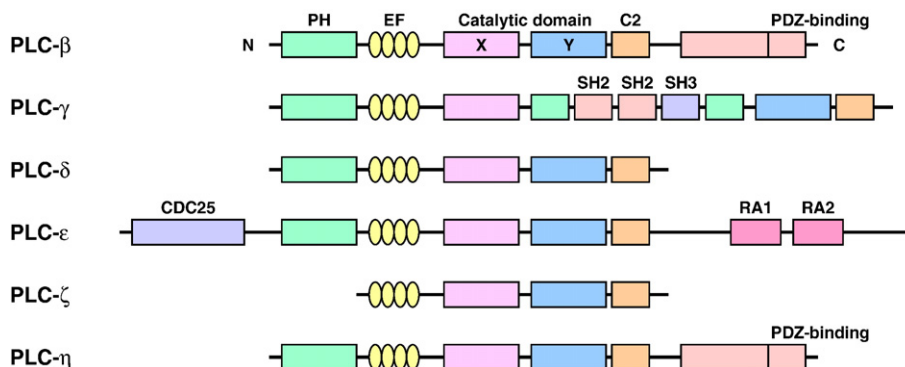 PH EF Catalytic domain C2 PDZ-binding
PLC-β N X Y C
SH2 SH2 SH3
PLC-γ
PLC-δ
CDC25 RA1 RA2
PLC-ε
PLC-ζ
PDZ-binding
PLC-η